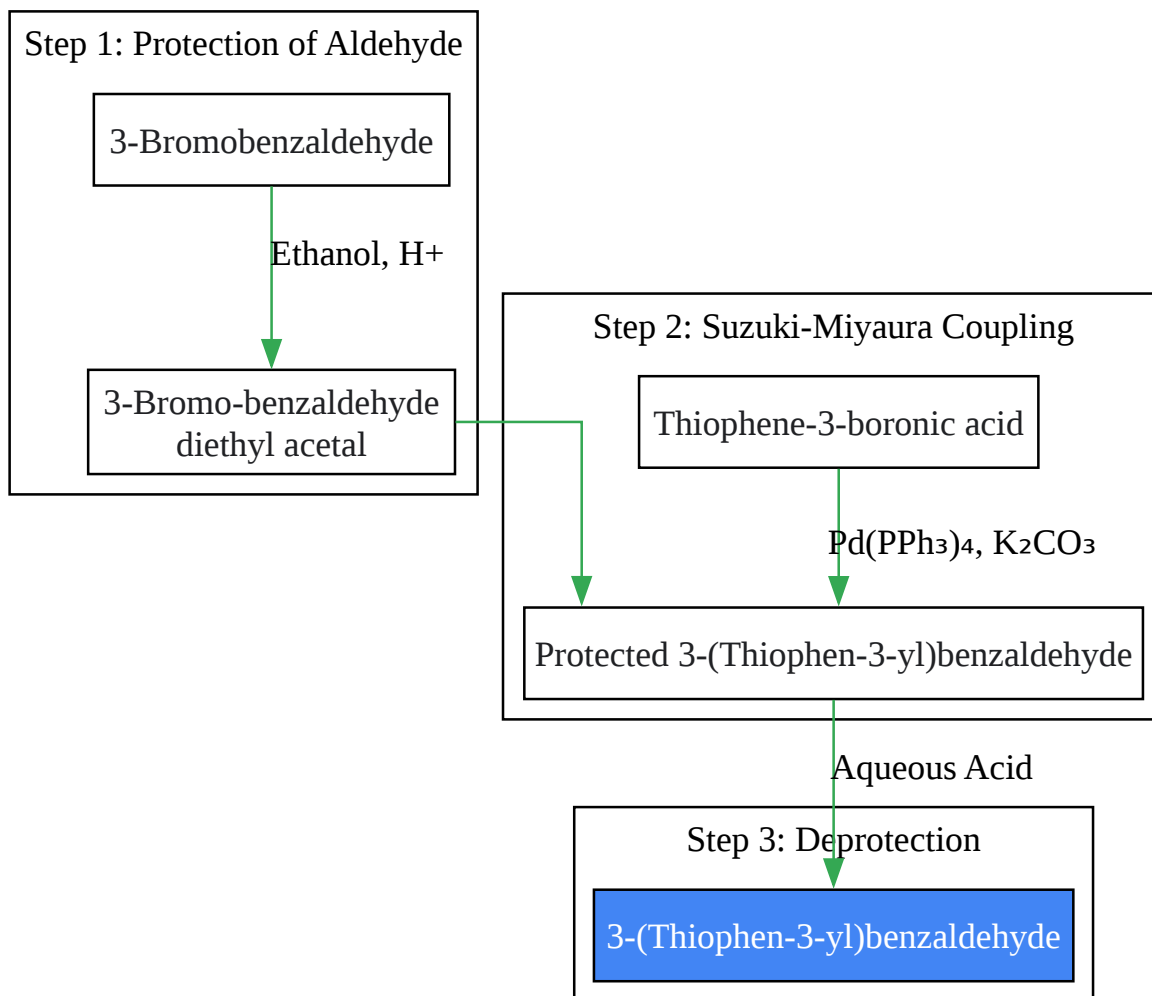 Step 1: Protection of Aldehyde
3-Bromobenzaldehyde
Ethanol, H+
3-Bromo-benzaldehyde
diethyl acetal
Step 2: Suzuki-Miyaura Coupling
Thiophene-3-boronic acid
Pd(PPh₃)₄, K₂CO₃
Protected 3-(Thiophen-3-yl)benzaldehyde
Aqueous Acid
Step 3: Deprotection
3-(Thiophen-3-yl)benzaldehyde